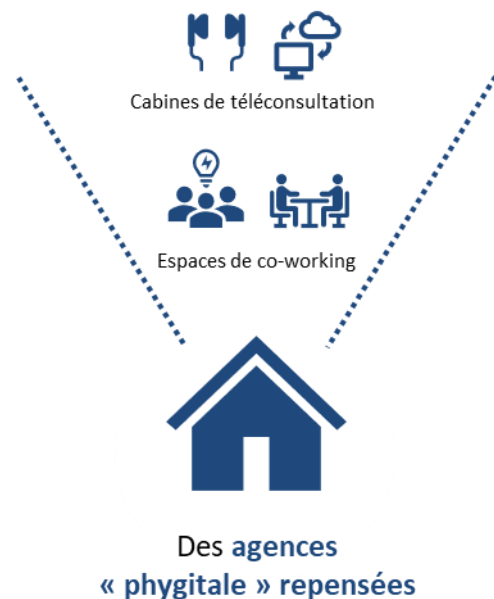 Cabines de téléconsultation
Espaces de co-working
Des agences
« phygitale » repensées